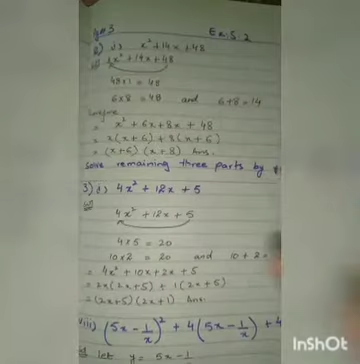 Ex.5.2
2) i) x² + 14x + 48
x² + 14x + 48
48 x 1 = 48
6 x 8 = 48 and 6 + 8 = 14
= x² + 6x + 8x + 48
= x(x+6) + 8(x+6)
= (x+6) (x+8) Ans.
Solve remaining three parts by
3) i) 4x² + 12x + 5
4x² + 12x + 5
4 x 5 = 20
10 x 2 = 20 and 10 + 2 =
= 4x² + 10x + 2x + 5
= 2x(2x+5) + 1(2x+5)
= (2x+5) (2x+1) Ans.
viii) (5x - 1/x)² + 4(5x - 1/x) + 4
let y = 5x - 1
InShot